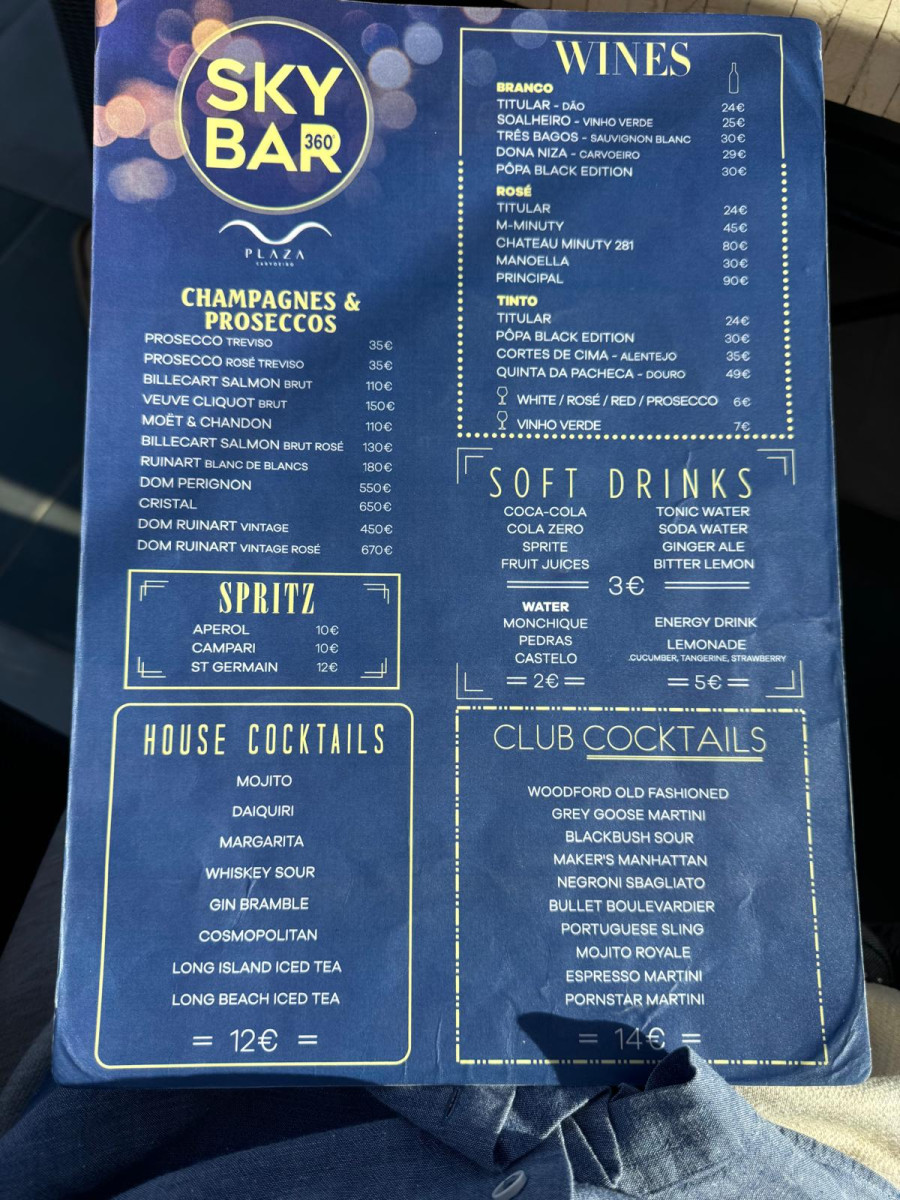 SKY
BAR
360°
PLAZA
CARVOEIRO
CHAMPAGNES &
PROSECCOS
PROSECCO TREVISO 35€
PROSECCO ROSÉ TREVISO 35€
BILLECART SALMON BRUT 110€
VEUVE CLIQUOT BRUT 150€
MOËT & CHANDON 110€
BILLECART SALMON BRUT ROSÉ 130€
RUINART BLANC DE BLANCS 180€
DOM PERIGNON 550€
CRISTAL 650€
DOM RUINART VINTAGE 450€
DOM RUINART VINTAGE ROSÉ 670€
SPRITZ
APEROL 10€
CAMPARI 10€
ST GERMAIN 12€
HOUSE COCKTAILS
MOJITO
DAIQUIRI
MARGARITA
WHISKEY SOUR
GIN BRAMBLE
COSMOPOLITAN
LONG ISLAND ICED TEA
LONG BEACH ICED TEA
= 12€ =
WINES
BRANCO
TITULAR - DÃO 24€
SOALHEIRO - VINHO VERDE 25€
TRÊS BAGOS - SAUVIGNON BLANC 30€
DONA NIZA - CARVOEIRO 29€
PÔPA BLACK EDITION 30€
ROSÉ
TITULAR 24€
M-MINUTY 45€
CHATEAU MINUTY 281 80€
MANOELLA 30€
PRINCIPAL 90€
TINTO
TITULAR 24€
PÔPA BLACK EDITION 30€
CORTES DE CIMA - ALENTEJO 35€
QUINTA DA PACHECA - DOURO 49€
WHITE / ROSÉ / RED / PROSECCO 6€
VINHO VERDE 7€
SOFT DRINKS
COCA-COLA TONIC WATER
COLA ZERO SODA WATER
SPRITE GINGER ALE
FRUIT JUICES BITTER LEMON
3€
WATER
MONCHIQUE
PEDRAS
CASTELO
= 2€ =
ENERGY DRINK
LEMONADE
CUCUMBER, TANGERINE, STRAWBERRY
= 5€ =
CLUB COCKTAILS
WOODFORD OLD FASHIONED
GREY GOOSE MARTINI
BLACKBUSH SOUR
MAKER'S MANHATTAN
NEGRONI SBAGLIATO
BULLET BOULEVARDIER
PORTUGUESE SLING
MOJITO ROYALE
ESPRESSO MARTINI
PORNSTAR MARTINI
= 14€ =